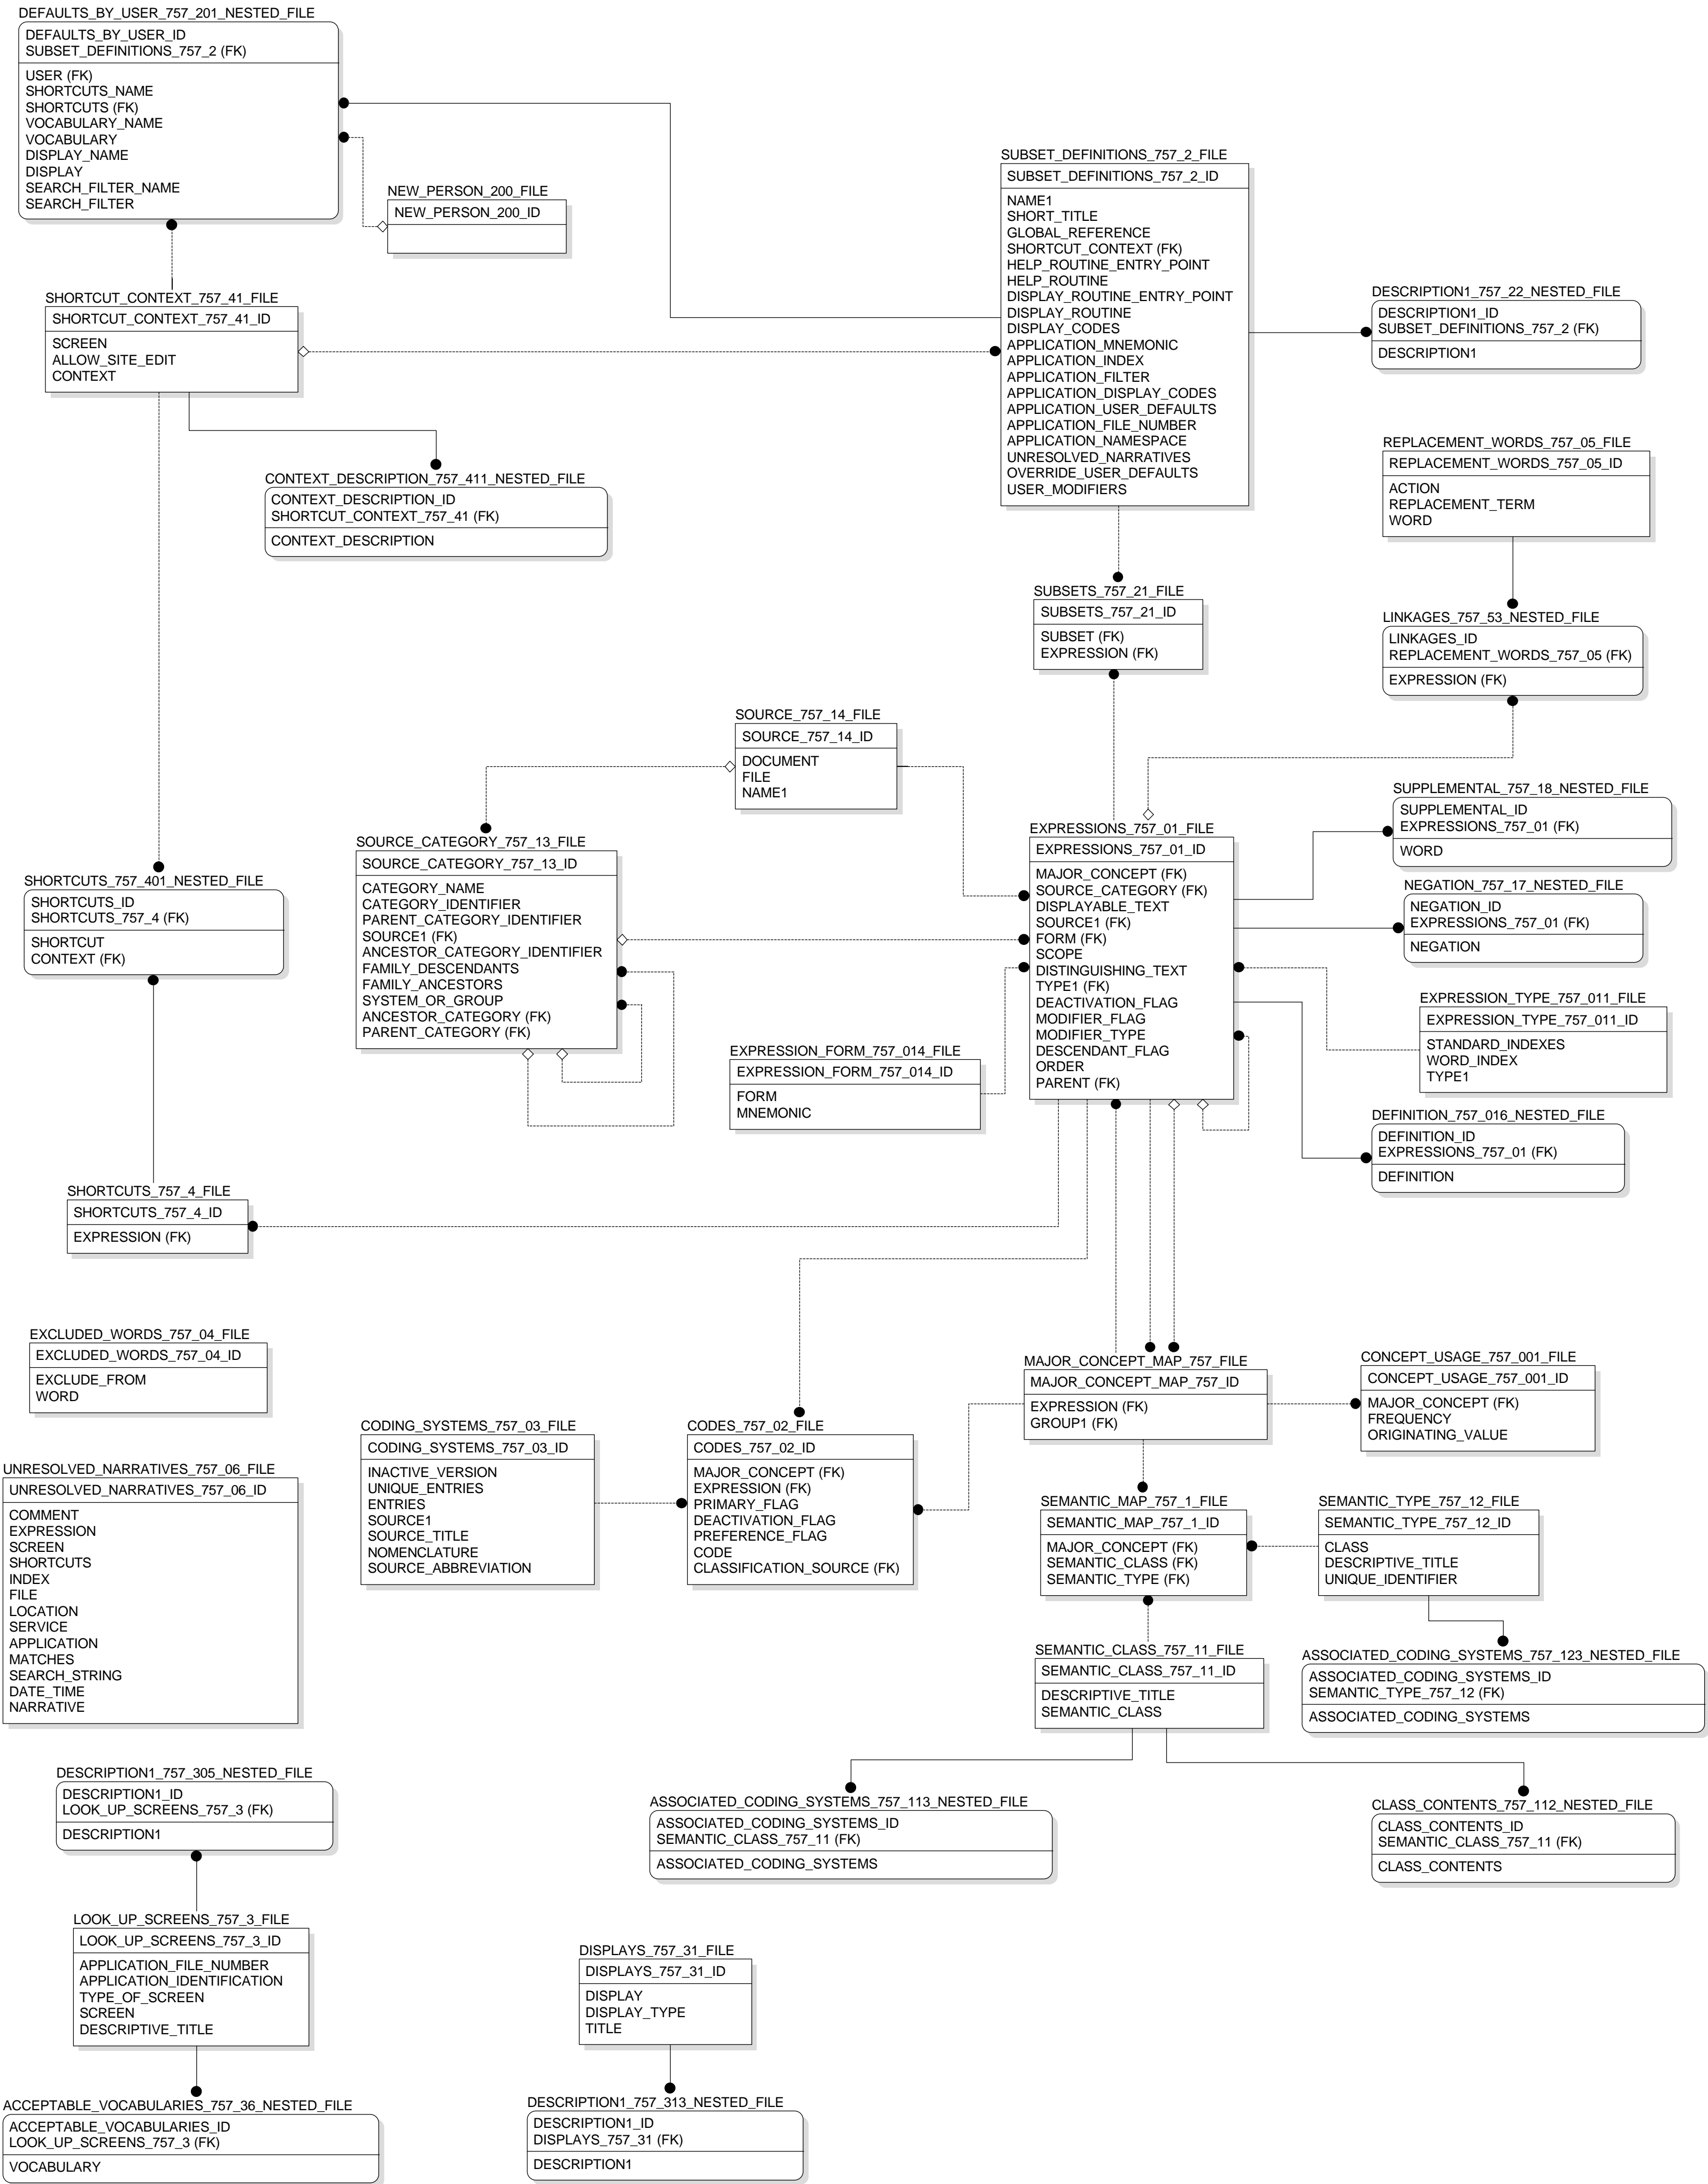 DEFAULTS_BY_USER_757_201_NESTED_FILE
DEFAULTS_BY_USER_ID
SUBSET_DEFINITIONS_757_2 (FK)
USER (FK)
SHORTCUTS_NAME
SHORTCUTS (FK)
VOCABULARY_NAME
VOCABULARY
DISPLAY_NAME
DISPLAY
SEARCH_FILTER_NAME
SEARCH_FILTER
NEW_PERSON_200_FILE
NEW_PERSON_200_ID
SUBSET_DEFINITIONS_757_2_FILE
SUBSET_DEFINITIONS_757_2_ID
NAME1
SHORT_TITLE
GLOBAL_REFERENCE
SHORTCUT_CONTEXT (FK)
HELP_ROUTINE_ENTRY_POINT
HELP_ROUTINE
DISPLAY_ROUTINE_ENTRY_POINT
DISPLAY_ROUTINE
DISPLAY_CODES
APPLICATION_MNEMONIC
APPLICATION_INDEX
APPLICATION_FILTER
APPLICATION_DISPLAY_CODES
APPLICATION_USER_DEFAULTS
APPLICATION_FILE_NUMBER
APPLICATION_NAMESPACE
UNRESOLVED_NARRATIVES
OVERRIDE_USER_DEFAULTS
USER_MODIFIERS
DESCRIPTION1_757_22_NESTED_FILE
DESCRIPTION1_ID
SUBSET_DEFINITIONS_757_2 (FK)
DESCRIPTION1
SHORTCUT_CONTEXT_757_41_FILE
SHORTCUT_CONTEXT_757_41_ID
SCREEN
ALLOW_SITE_EDIT
CONTEXT
CONTEXT_DESCRIPTION_757_411_NESTED_FILE
CONTEXT_DESCRIPTION_ID
SHORTCUT_CONTEXT_757_41 (FK)
CONTEXT_DESCRIPTION
REPLACEMENT_WORDS_757_05_FILE
REPLACEMENT_WORDS_757_05_ID
ACTION
REPLACEMENT_TERM
WORD
SUBSETS_757_21_FILE
SUBSETS_757_21_ID
SUBSET (FK)
EXPRESSION (FK)
LINKAGES_757_53_NESTED_FILE
LINKAGES_ID
REPLACEMENT_WORDS_757_05 (FK)
EXPRESSION (FK)
SOURCE_757_14_FILE
SOURCE_757_14_ID
DOCUMENT
FILE
NAME1
SUPPLEMENTAL_757_18_NESTED_FILE
SUPPLEMENTAL_ID
EXPRESSIONS_757_01 (FK)
WORD
SOURCE_CATEGORY_757_13_FILE
SOURCE_CATEGORY_757_13_ID
CATEGORY_NAME
CATEGORY_IDENTIFIER
PARENT_CATEGORY_IDENTIFIER
SOURCE1 (FK)
ANCESTOR_CATEGORY_IDENTIFIER
FAMILY_DESCENDANTS
FAMILY_ANCESTORS
SYSTEM_OR_GROUP
ANCESTOR_CATEGORY (FK)
PARENT_CATEGORY (FK)
EXPRESSIONS_757_01_FILE
EXPRESSIONS_757_01_ID
MAJOR_CONCEPT (FK)
SOURCE_CATEGORY (FK)
DISPLAYABLE_TEXT
SOURCE1 (FK)
FORM (FK)
SCOPE
DISTINGUISHING_TEXT
TYPE1 (FK)
DEACTIVATION_FLAG
MODIFIER_FLAG
MODIFIER_TYPE
DESCENDANT_FLAG
ORDER
PARENT (FK)
NEGATION_757_17_NESTED_FILE
NEGATION_ID
EXPRESSIONS_757_01 (FK)
NEGATION
SHORTCUTS_757_401_NESTED_FILE
SHORTCUTS_ID
SHORTCUTS_757_4 (FK)
SHORTCUT
CONTEXT (FK)
EXPRESSION_TYPE_757_011_FILE
EXPRESSION_TYPE_757_011_ID
STANDARD_INDEXES
WORD_INDEX
TYPE1
EXPRESSION_FORM_757_014_FILE
EXPRESSION_FORM_757_014_ID
FORM
MNEMONIC
DEFINITION_757_016_NESTED_FILE
DEFINITION_ID
EXPRESSIONS_757_01 (FK)
DEFINITION
SHORTCUTS_757_4_FILE
SHORTCUTS_757_4_ID
EXPRESSION (FK)
EXCLUDED_WORDS_757_04_FILE
EXCLUDED_WORDS_757_04_ID
EXCLUDE_FROM
WORD
MAJOR_CONCEPT_MAP_757_FILE
MAJOR_CONCEPT_MAP_757_ID
EXPRESSION (FK)
GROUP1 (FK)
CONCEPT_USAGE_757_001_FILE
CONCEPT_USAGE_757_001_ID
MAJOR_CONCEPT (FK)
FREQUENCY
ORIGINATING_VALUE
CODING_SYSTEMS_757_03_FILE
CODING_SYSTEMS_757_03_ID
INACTIVE_VERSION
UNIQUE_ENTRIES
ENTRIES
SOURCE1
SOURCE_TITLE
NOMENCLATURE
SOURCE_ABBREVIATION
CODES_757_02_FILE
CODES_757_02_ID
MAJOR_CONCEPT (FK)
EXPRESSION (FK)
PRIMARY_FLAG
DEACTIVATION_FLAG
PREFERENCE_FLAG
CODE
CLASSIFICATION_SOURCE (FK)
UNRESOLVED_NARRATIVES_757_06_FILE
UNRESOLVED_NARRATIVES_757_06_ID
COMMENT
EXPRESSION
SCREEN
SHORTCUTS
INDEX
FILE
LOCATION
SERVICE
APPLICATION
MATCHES
SEARCH_STRING
DATE_TIME
NARRATIVE
SEMANTIC_MAP_757_1_FILE
SEMANTIC_MAP_757_1_ID
MAJOR_CONCEPT (FK)
SEMANTIC_CLASS (FK)
SEMANTIC_TYPE (FK)
SEMANTIC_TYPE_757_12_FILE
SEMANTIC_TYPE_757_12_ID
CLASS
DESCRIPTIVE_TITLE
UNIQUE_IDENTIFIER
SEMANTIC_CLASS_757_11_FILE
SEMANTIC_CLASS_757_11_ID
DESCRIPTIVE_TITLE
SEMANTIC_CLASS
ASSOCIATED_CODING_SYSTEMS_757_123_NESTED_FILE
ASSOCIATED_CODING_SYSTEMS_ID
SEMANTIC_TYPE_757_12 (FK)
ASSOCIATED_CODING_SYSTEMS
DESCRIPTION1_757_305_NESTED_FILE
DESCRIPTION1_ID
LOOK_UP_SCREENS_757_3 (FK)
DESCRIPTION1
ASSOCIATED_CODING_SYSTEMS_757_113_NESTED_FILE
ASSOCIATED_CODING_SYSTEMS_ID
SEMANTIC_CLASS_757_11 (FK)
ASSOCIATED_CODING_SYSTEMS
CLASS_CONTENTS_757_112_NESTED_FILE
CLASS_CONTENTS_ID
SEMANTIC_CLASS_757_11 (FK)
CLASS_CONTENTS
LOOK_UP_SCREENS_757_3_FILE
LOOK_UP_SCREENS_757_3_ID
APPLICATION_FILE_NUMBER
APPLICATION_IDENTIFICATION
TYPE_OF_SCREEN
SCREEN
DESCRIPTIVE_TITLE
DISPLAYS_757_31_FILE
DISPLAYS_757_31_ID
DISPLAY
DISPLAY_TYPE
TITLE
ACCEPTABLE_VOCABULARIES_757_36_NESTED_FILE
ACCEPTABLE_VOCABULARIES_ID
LOOK_UP_SCREENS_757_3 (FK)
VOCABULARY
DESCRIPTION1_757_313_NESTED_FILE
DESCRIPTION1_ID
DISPLAYS_757_31 (FK)
DESCRIPTION1